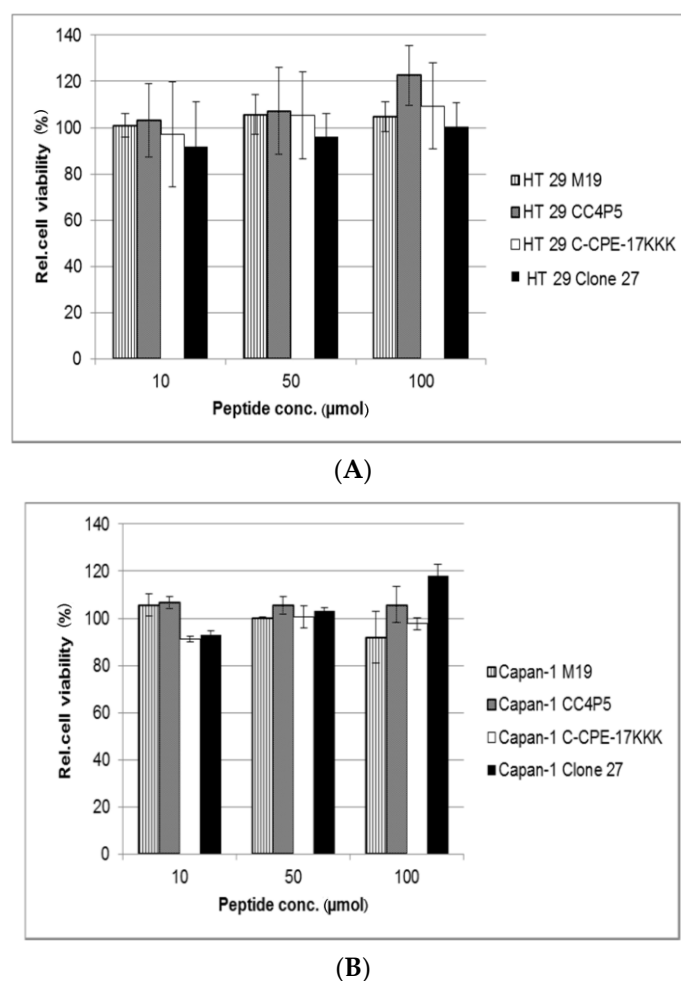 140
120
100
80
60
40
20
0
Rel.cell viability (%)
10 50 100
Peptide conc. (µmol)
HT 29 M19
HT 29 CC4P5
HT 29 C-CPE-17KKK
HT 29 Clone 27
(A)
140
120
100
80
60
40
20
0
Rel.cell viability (%)
10 50 100
Peptide conc. (µmol)
Capan-1 M19
Capan-1 CC4P5
Capan-1 C-CPE-17KKK
Capan-1 Clone 27
(B)